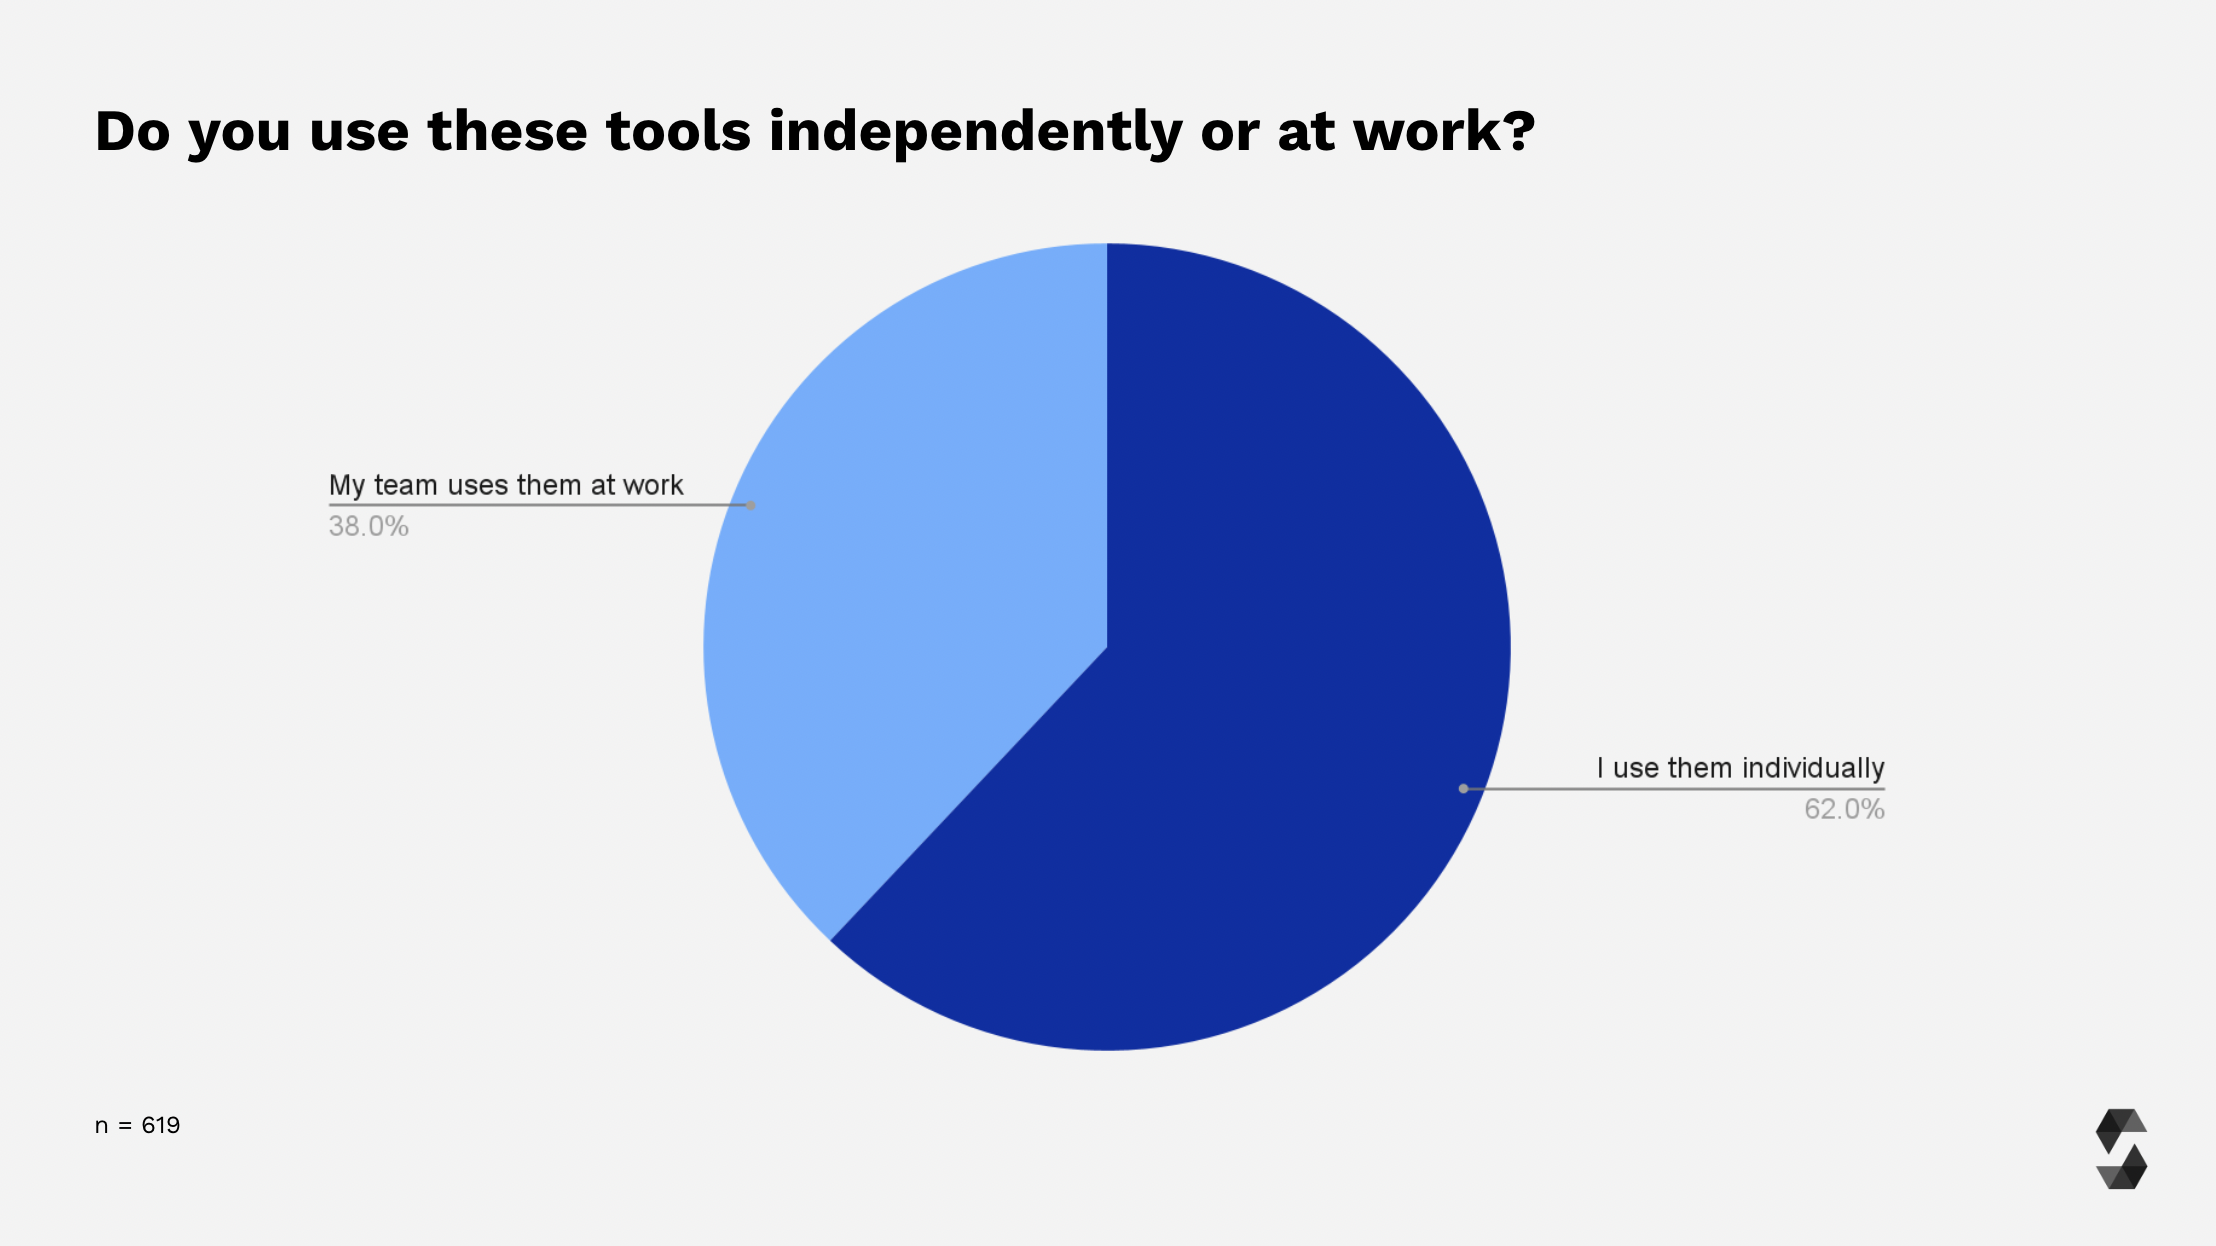 Do you use these tools independently or at work?
My team uses them at work
38.0%
I use them individually
62.0%
n = 619